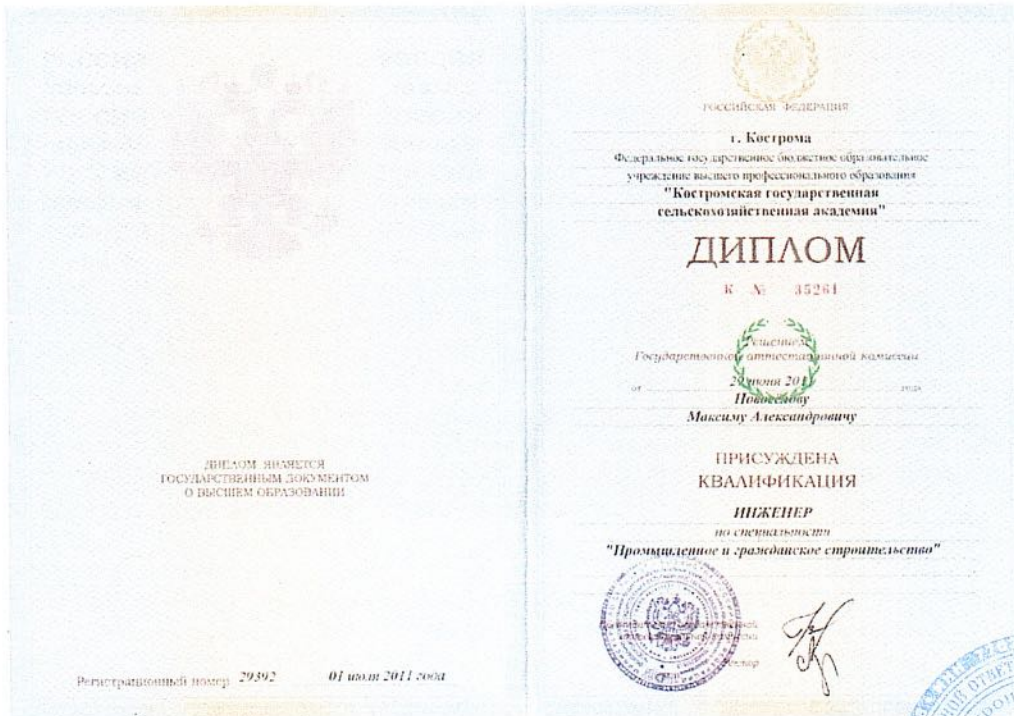 ДИПЛОМ ЯВЛЯЕТСЯ
ГОСУДАРСТВЕННЫМ ДОКУМЕНТОМ
О ВЫСШЕМ ОБРАЗОВАНИИ
Регистрационный номер 29392 01 июля 2011 года
РОССИЙСКАЯ ФЕДЕРАЦИЯ
г. Кострома
Федеральное государственное бюджетное образовательное
учреждение высшего профессионального образования
"Костромская государственная
сельскохозяйственная академия"
ДИПЛОМ
К № 35261
Решением
Государственной аттестационной комиссии
от 29 июня 2011 года
Новоселову
Максиму Александровичу
ПРИСУЖДЕНА
КВАЛИФИКАЦИЯ
ИНЖЕНЕР
по специальности
"Промышленное и гражданское строительство"